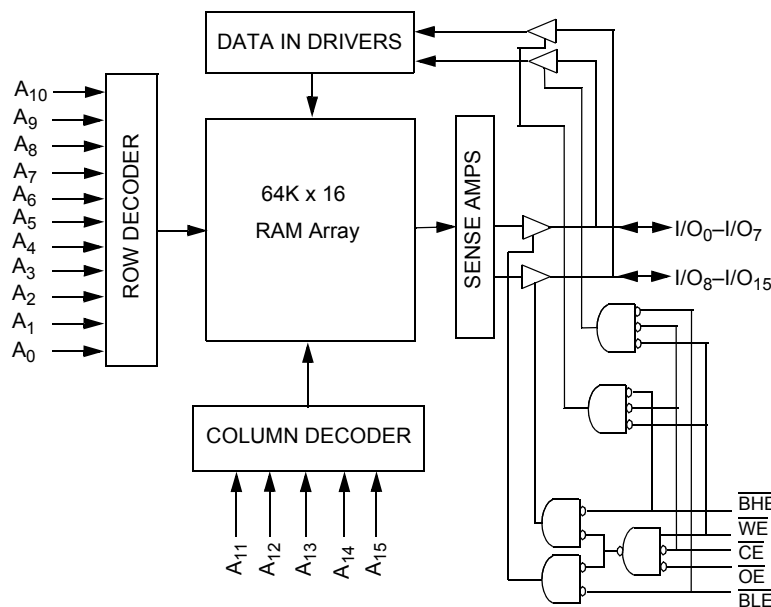 DATA IN DRIVERS
A10
A9
A8
A7
A6
A5
A4
A3
A2
A1
A0
ROW DECODER
64K x 16
RAM Array
SENSE AMPS
I/O0–I/O7
I/O8–I/O15
COLUMN DECODER
A11
A12
A13
A14
A15
BHE
WE
CE
OE
BLE